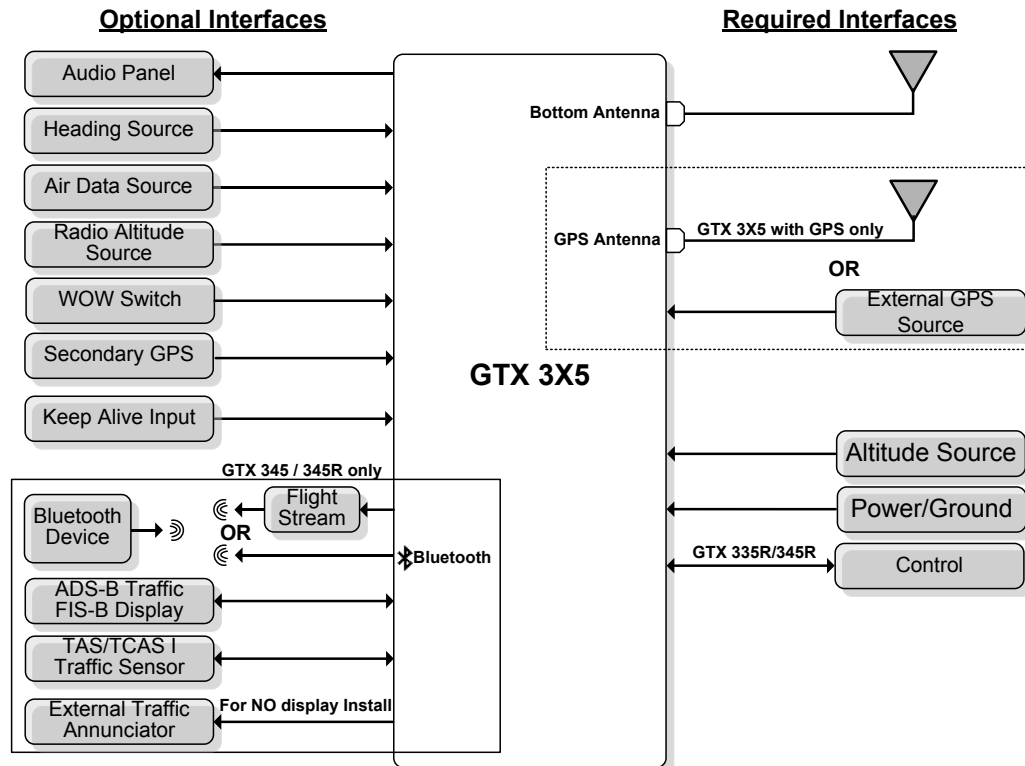 Optional Interfaces
Required Interfaces
Audio Panel
Heading Source
Air Data Source
Radio Altitude
Source
WOW Switch
Secondary GPS
Keep Alive Input
GTX 345 / 345R only
Bluetooth
Device
Flight
Stream
OR
Bluetooth
ADS-B Traffic
FIS-B Display
TAS/TCAS I
Traffic Sensor
External Traffic
Annunciator
For NO display Install
GTX 3X5
Bottom Antenna
GPS Antenna
GTX 3X5 with GPS only
OR
External GPS
Source
Altitude Source
Power/Ground
GTX 335R/345R
Control